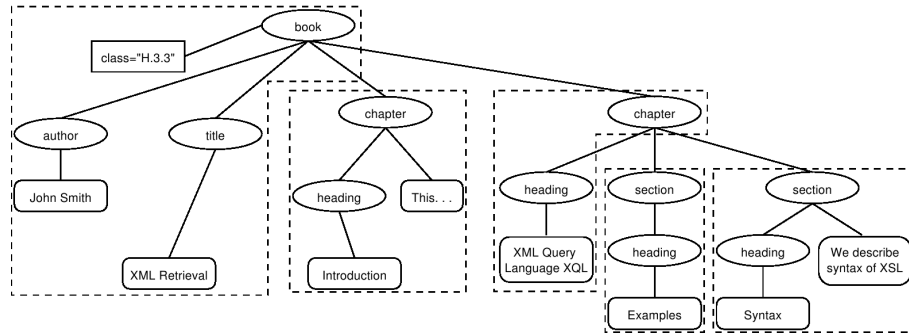 book
class="H.3.3"
chapter
chapter
author
title
John Smith
heading
This. . .
heading
section
section
XML Query
Language XQL
heading
heading
We describe
syntax of XSL
XML Retrieval
Introduction
Examples
Syntax